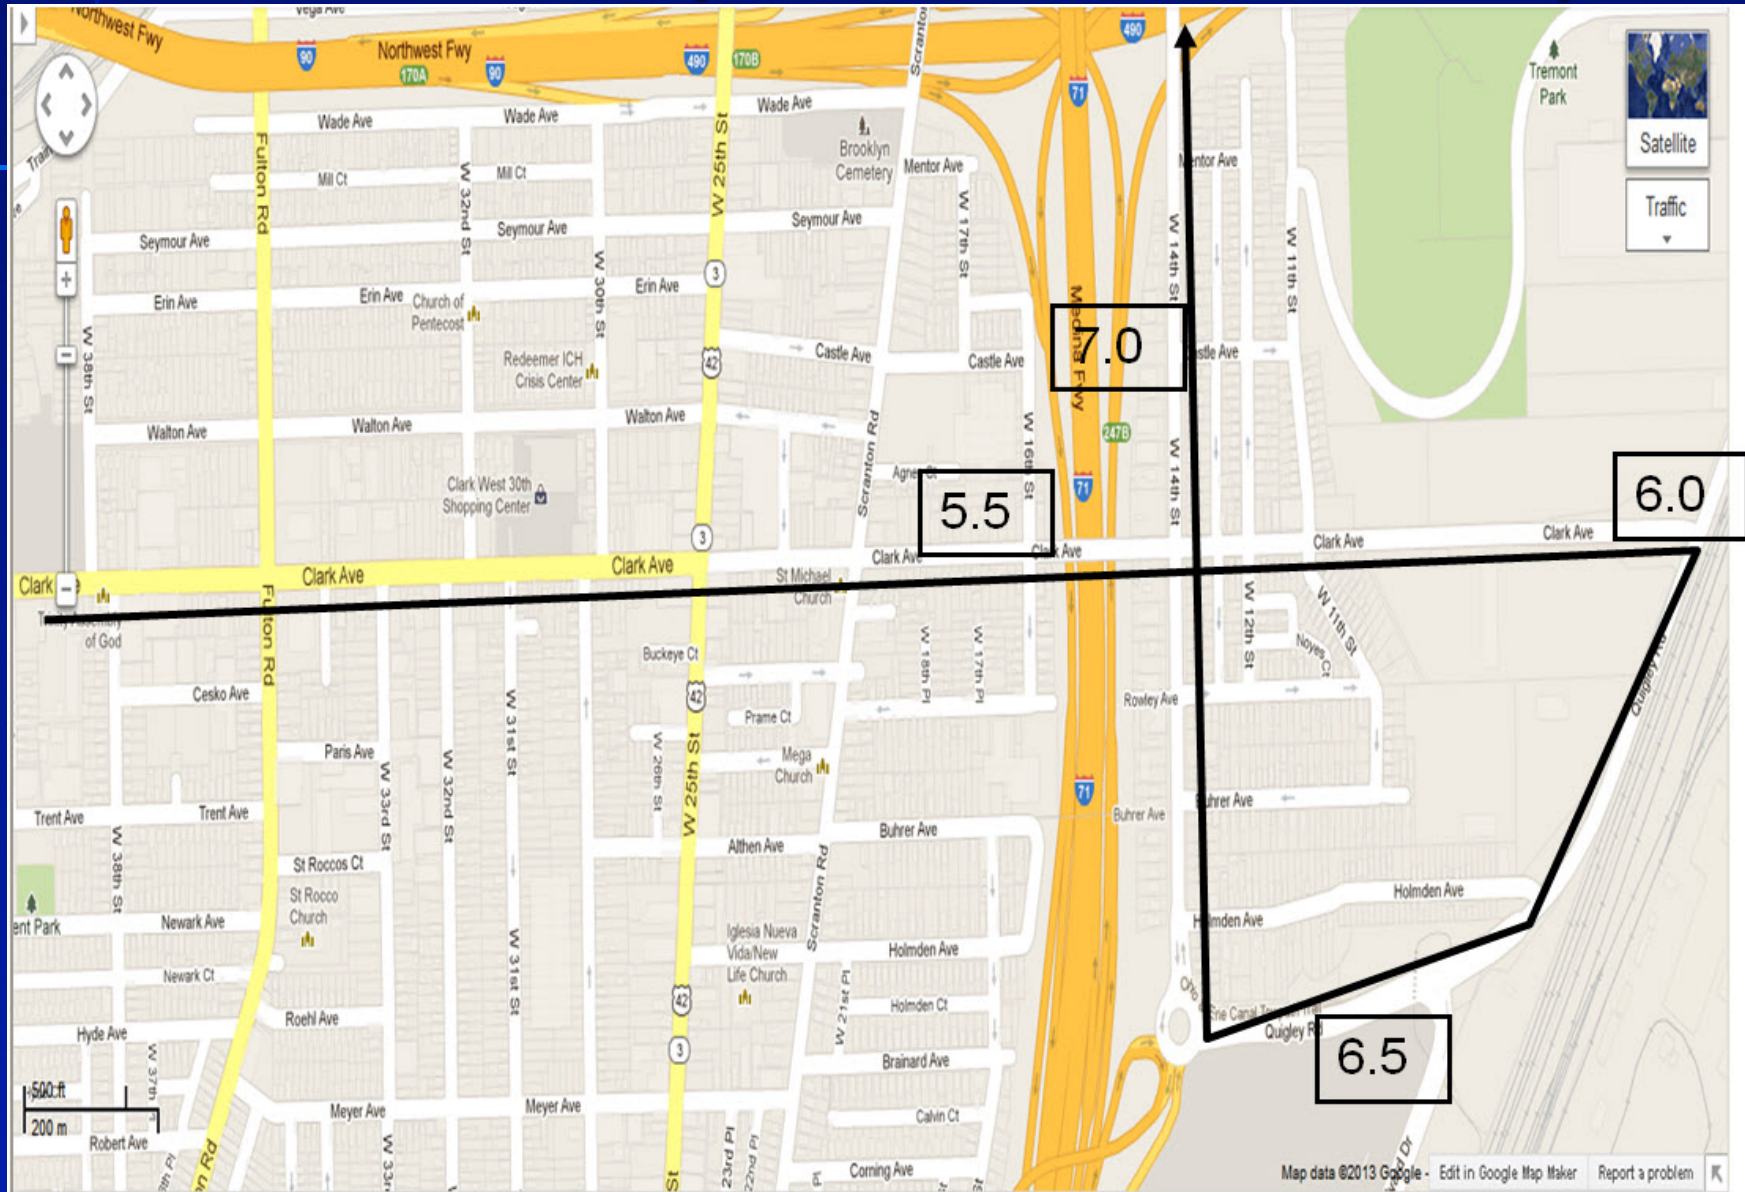 Vega Ave
Northwest Fwy
Northwest Fwy
90
170A
90
490
170B
Scranton
71
490
Tremont
Park
Satellite
Traffic
Wade Ave
Wade Ave
Wade Ave
Fulton Rd
Mill Ct
Mill Ct
W 32nd St
W 25th St
Brooklyn
Cemetery
Mentor Ave
Mentor Ave
Seymour Ave
Seymour Ave
Seymour Ave
W 17th St
W 14th St
W 11th St
W 30th St
Erin Ave
Erin Ave
Erin Ave
3
Church of
Pentecost
W 38th St
Redeemer ICH
Crisis Center
42
Castle Ave
Castle Ave
Medina Fwy
7.0
stle Ave
Walton Ave
Walton Ave
Walton Ave
Scranton Rd
W 16th St
247B
W 14th St
Clark West 30th
Shopping Center
Agnes Ct
71
5.5
6.0
3
Clark Ave
Clark Ave
Clark Ave
Clark Ave
Clark Ave
Clark Ave
Clark Ave
Trinity Assembly
of God
St Michael
Church
Fulton Rd
W 12th St
W 11th St
Noyes Ct
Buckeye Ct
W 18th Pl
W 17th Pl
Quigley Rd
Cesko Ave
42
Rowley Ave
Prame Ct
W 31st St
Paris Ave
W 33rd St
W 32nd St
W 26th St
W 25th St
Mega
Church
71
Trent Ave
Trent Ave
Buhrer Ave
Buhrer Ave
Buhrer Ave
Althen Ave
W 38th St
St Roccos Ct
St Rocco
Church
Scranton Rd
Holmden Ave
ent Park
Newark Ave
Holmden Ave
Iglesia Nueva
Vida/New
Life Church
W 31st St
Holmden Ave
Newark Ct
42
W 21st Pl
Holmden Ct
Erie Canal
Roehl Ave
Quigley Rd
Hyde Ave
3
6.5
W 37th
Brainard Ave
500 ft
200 m
Meyer Ave
Meyer Ave
Calvin Ct
Robert Ave
W 33rd
23rd Pl
22nd Pl
Pl
Corning Ave
St
Map data ©2013 Google - Edit in Google Map Maker Report a problem